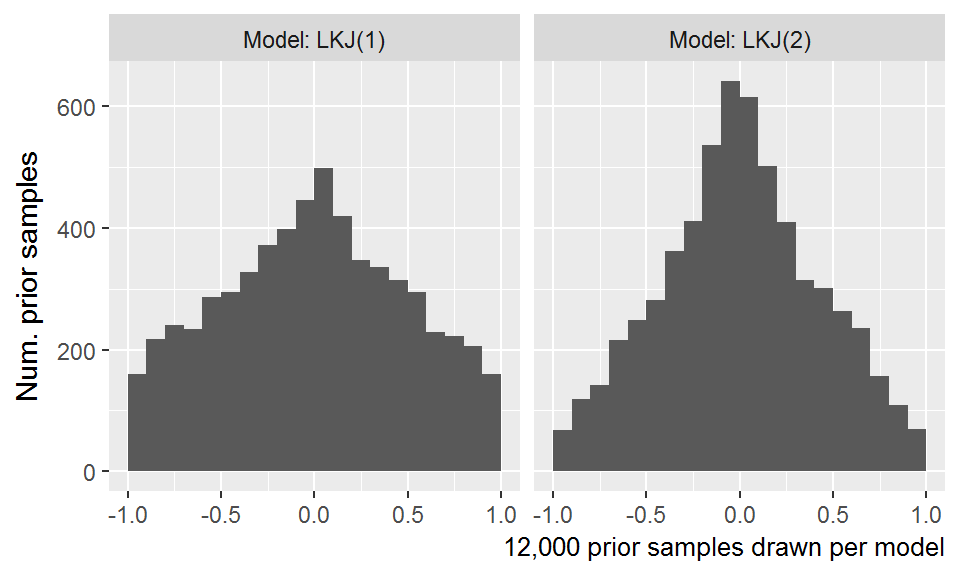 Model: LKJ(1)
Model: LKJ(2)
Num. prior samples
600
400
200
0
-1.0 -0.5 0.0 0.5 1.0
-1.0 -0.5 0.0 0.5 1.0
12,000 prior samples drawn per model